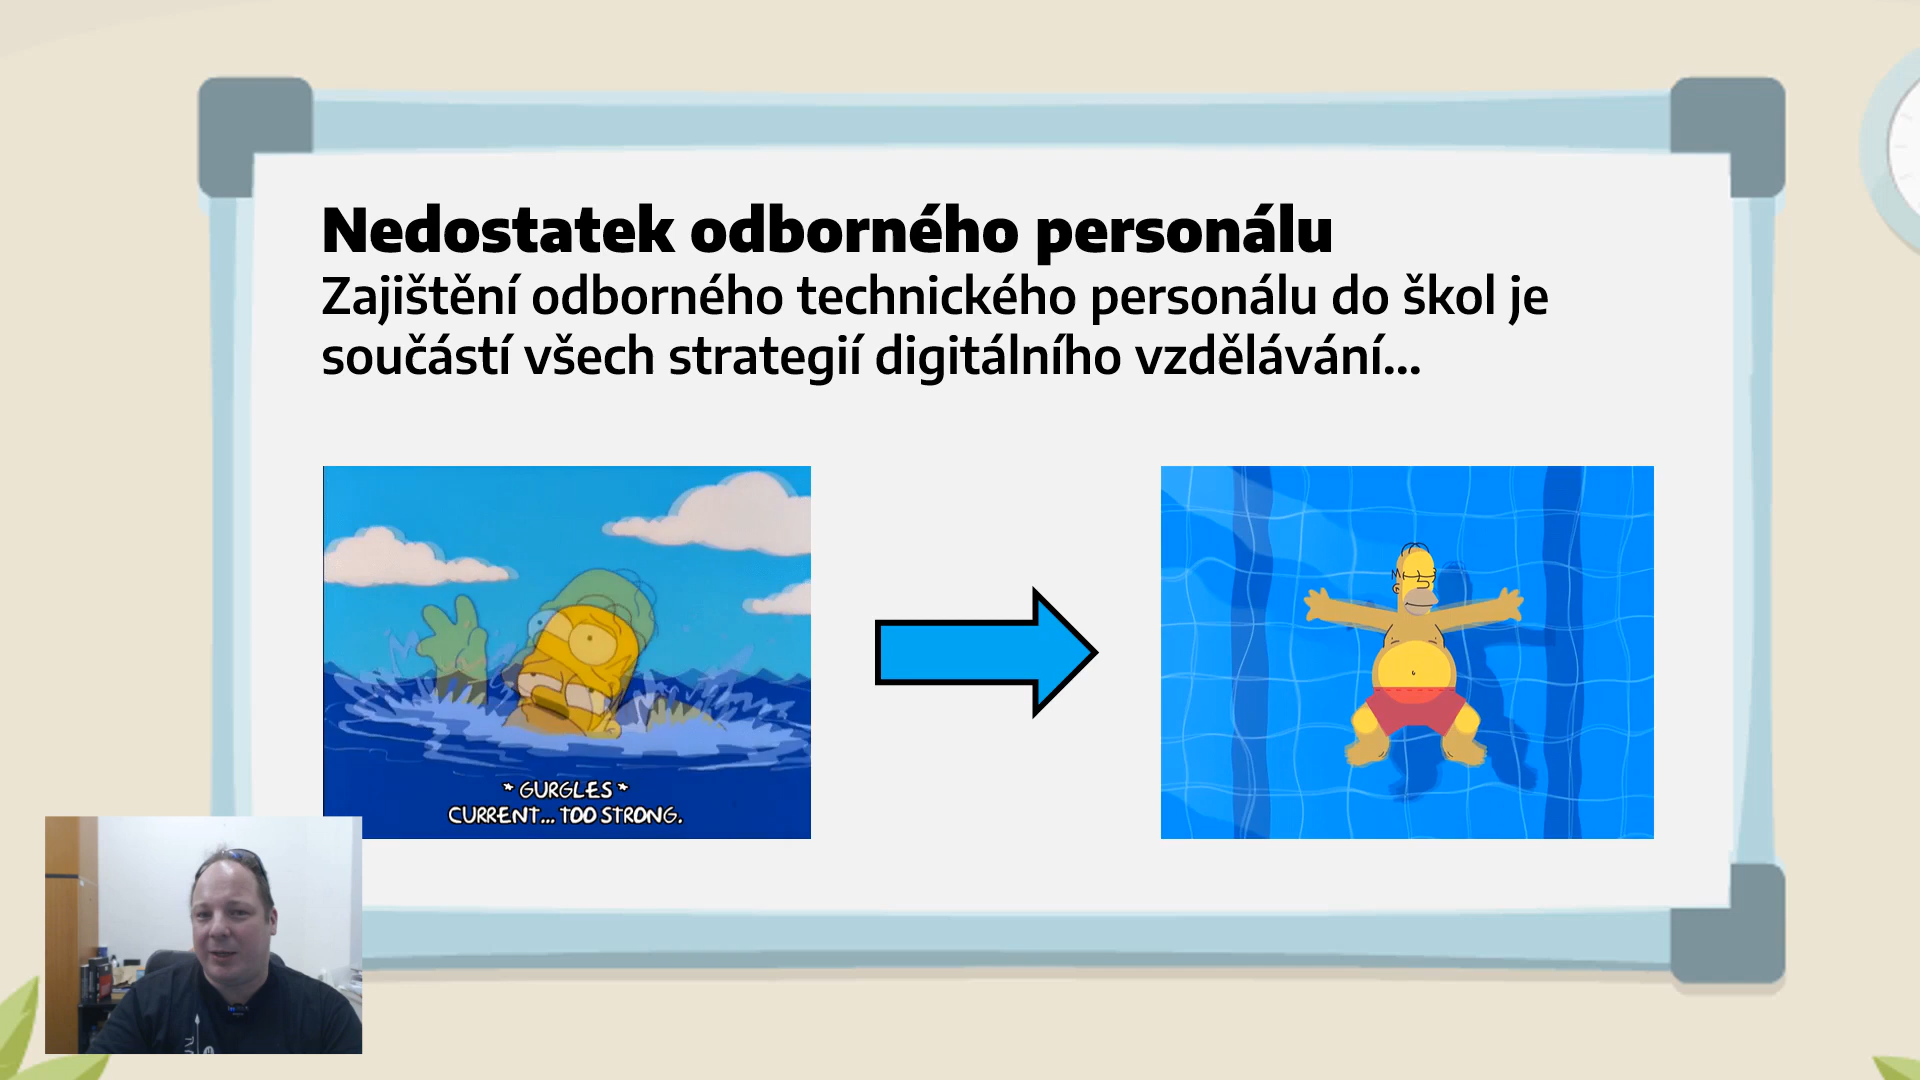 Nedostatek odborného personálu
Zajištění odborného technického personálu do škol je
součástí všech strategií digitálního vzdělávání...
* GURGLES *
CURRENT... TOO STRONG.